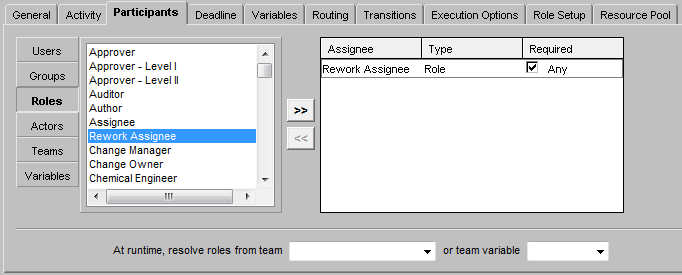 General Activity Participants Deadline Variables Routing Transitions Execution Options Role Setup Resource Pool
Users
Groups
Roles
Actors
Teams
Variables
Approver
Approver - Level I
Approver - Level II
Auditor
Author
Assignee
Rework Assignee
Change Manager
Change Owner
Chemical Engineer
>>
<<
Assignee Type Required
Rework Assignee Role Any
At runtime, resolve roles from team or team variable